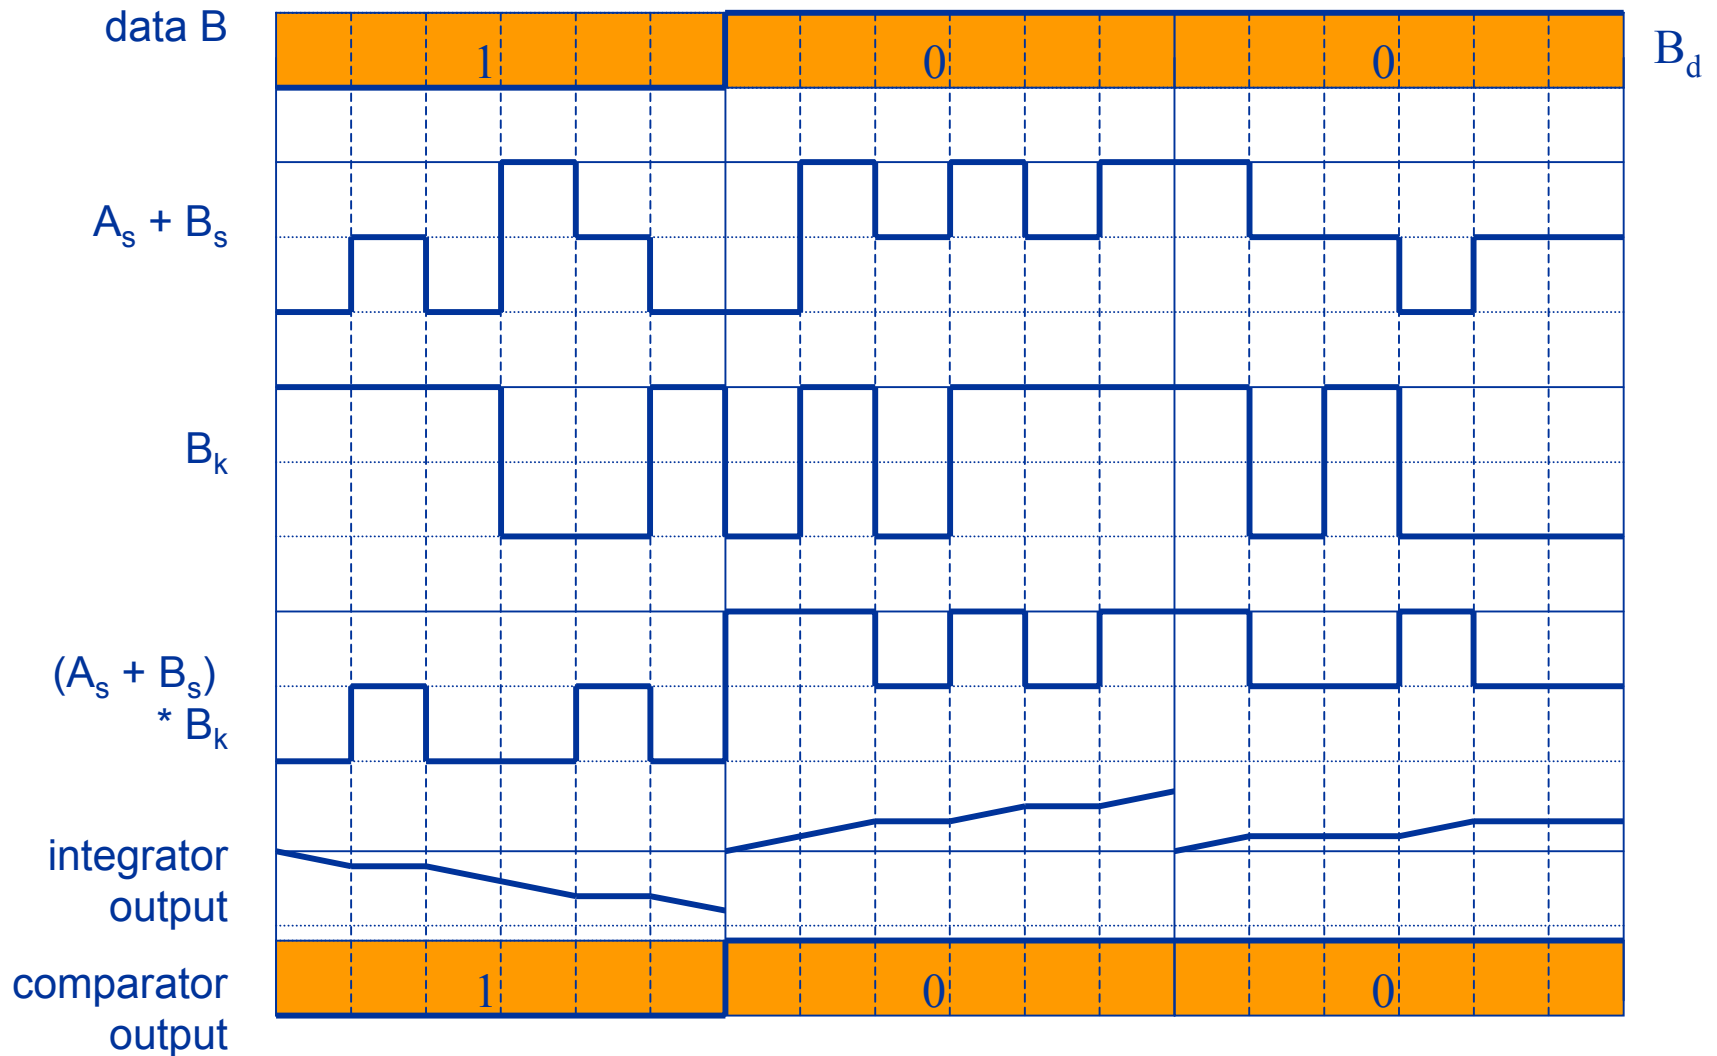 data B
1 0 0
B_d
A_s + B_s
B_k
(A_s + B_s)
* B_k
integrator
output
comparator
output
1 0 0